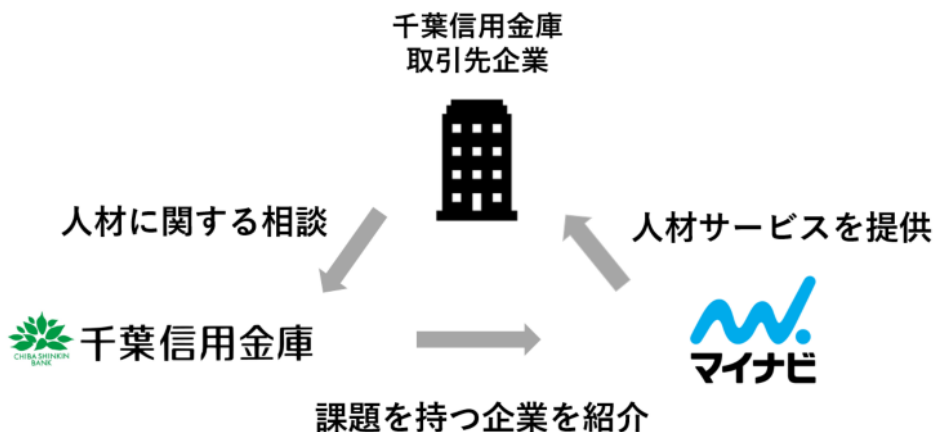 千葉信用金庫
取引先企業
人材に関する相談
人材サービスを提供
CHIBA SHINKIN
BANK
千葉信用金庫
マイナビ
課題を持つ企業を紹介